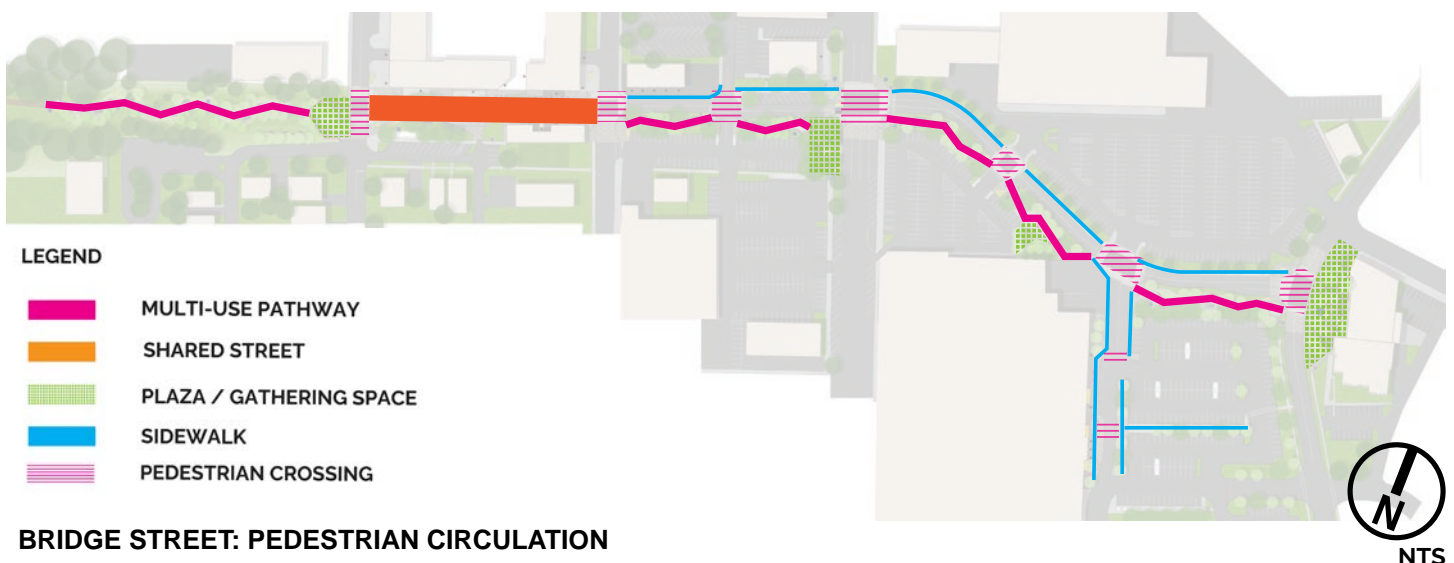 LEGEND
MULTI-USE PATHWAY
SHARED STREET
PLAZA / GATHERING SPACE
SIDEWALK
PEDESTRIAN CROSSING
BRIDGE STREET: PEDESTRIAN CIRCULATION
N
NTS